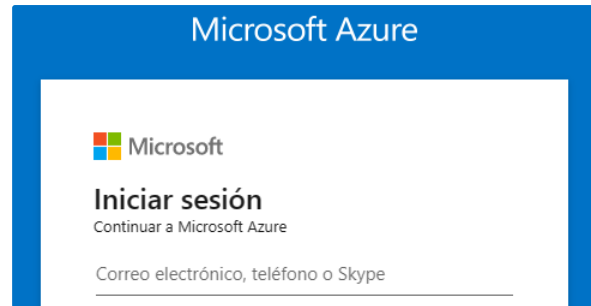 Microsoft Azure
Microsoft
Iniciar sesión
Continuar a Microsoft Azure
Correo electrónico, teléfono o Skype